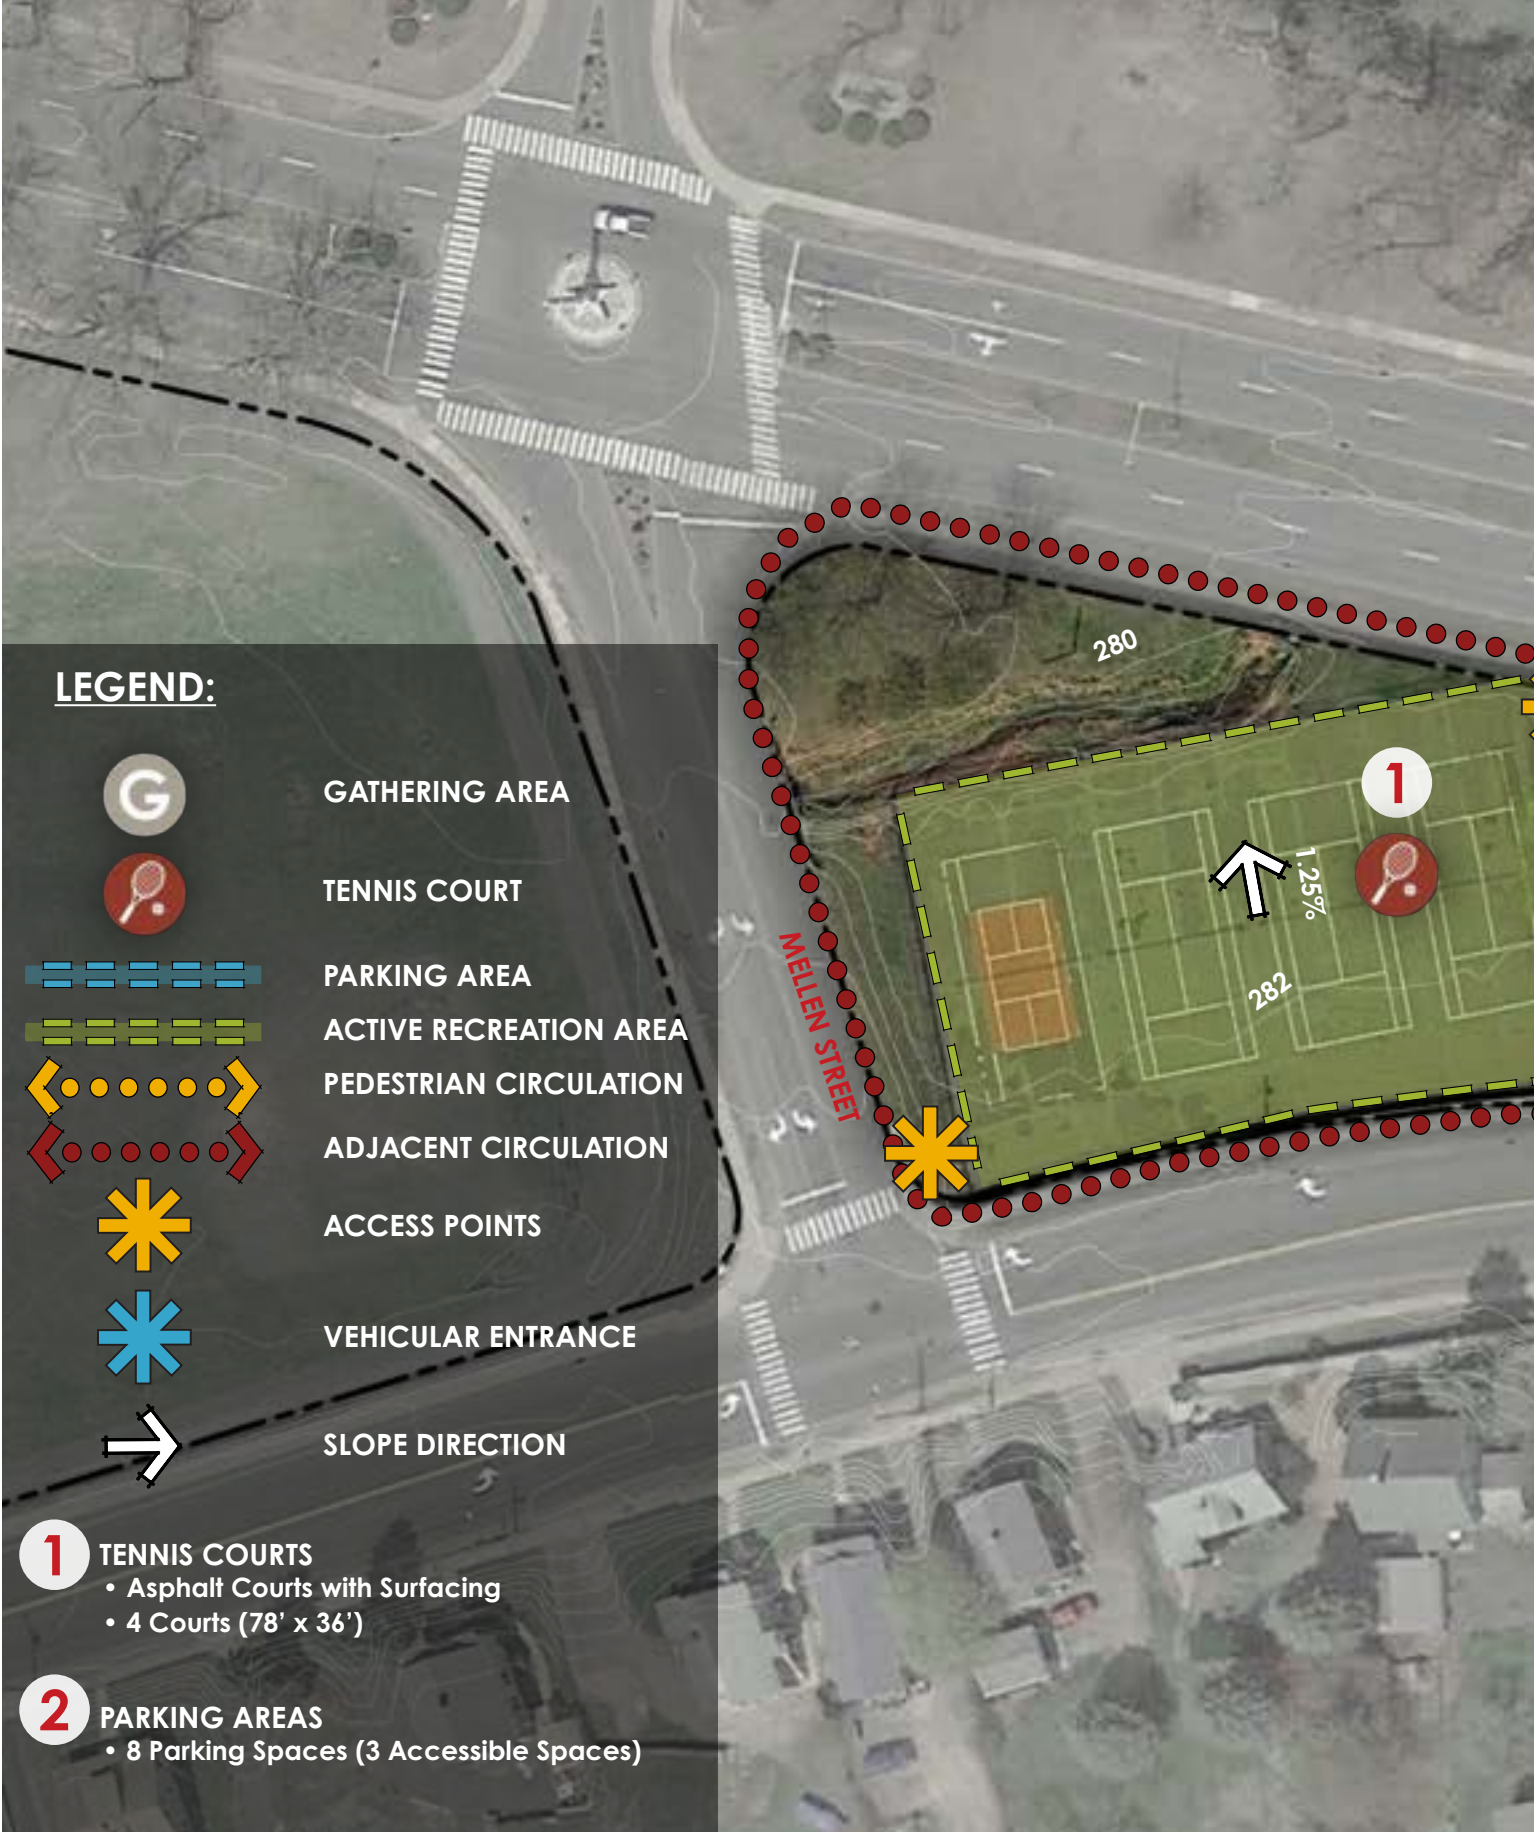 280
1
1.25%
282
MELLEN STREET
LEGEND:
G
GATHERING AREA
TENNIS COURT
PARKING AREA
ACTIVE RECREATION AREA
PEDESTRIAN CIRCULATION
ADJACENT CIRCULATION
ACCESS POINTS
VEHICULAR ENTRANCE
SLOPE DIRECTION
1 TENNIS COURTS
• Asphalt Courts with Surfacing
• 4 Courts (78’ x 36’)
2 PARKING AREAS
• 8 Parking Spaces (3 Accessible Spaces)